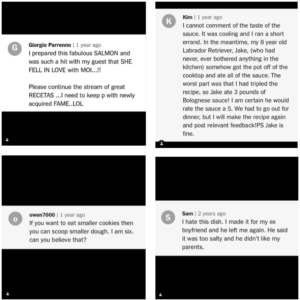 G
Giorgio Parrenno | 1 year ago
I prepared this fabulous SALMON and
was such a hit with my guest that SHE
FELL IN LOVE with MOI...!!
Please continue the stream of great
RECETAS ...I need to keep p with newly
acquired FAME..LOL
K
Kim | 1 year ago
I cannot comment of the taste of the
sauce. It was cooling and I ran a short
errand. In the meantime, my 8 year old
Labrador Retriever, Jake, (who had
never, ever bothered anything in the
kitchen) somehow got the pot off of the
cooktop and ate all of the sauce. The
worst part was that I had tripled the
recipe, so Jake ate 3 pounds of
Bolognese sauce! I am certain he would
rate the sauce a 5. We had to go out for
dinner, but I will make the recipe again
and post relevant feedback!PS Jake is
fine.
o
owen7000 | 1 year ago
If you want to eat smaller cookies then
you can scoop smaller dough. I am six.
can you believe that?
S
Sam | 2 years ago
I hate this dish. I made it for my ex
boyfriend and he left me again. He said
it was too salty and he didn't like my
parents.